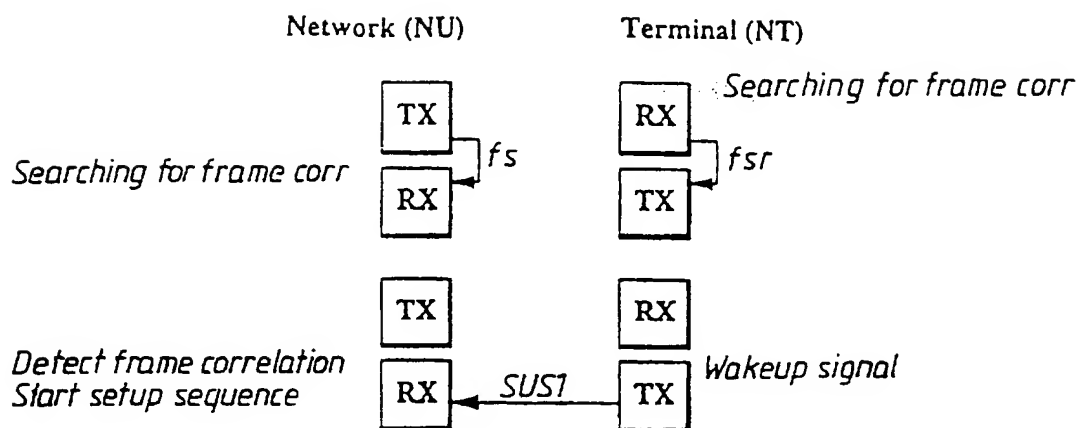 Network (NU) Terminal (NT)
Searching for frame corr
TX RX
fs fsr
Searching for frame corr
RX TX
TX RX
Detect frame correlation
Start setup sequence
Wakeup signal
RX SUS1 TX